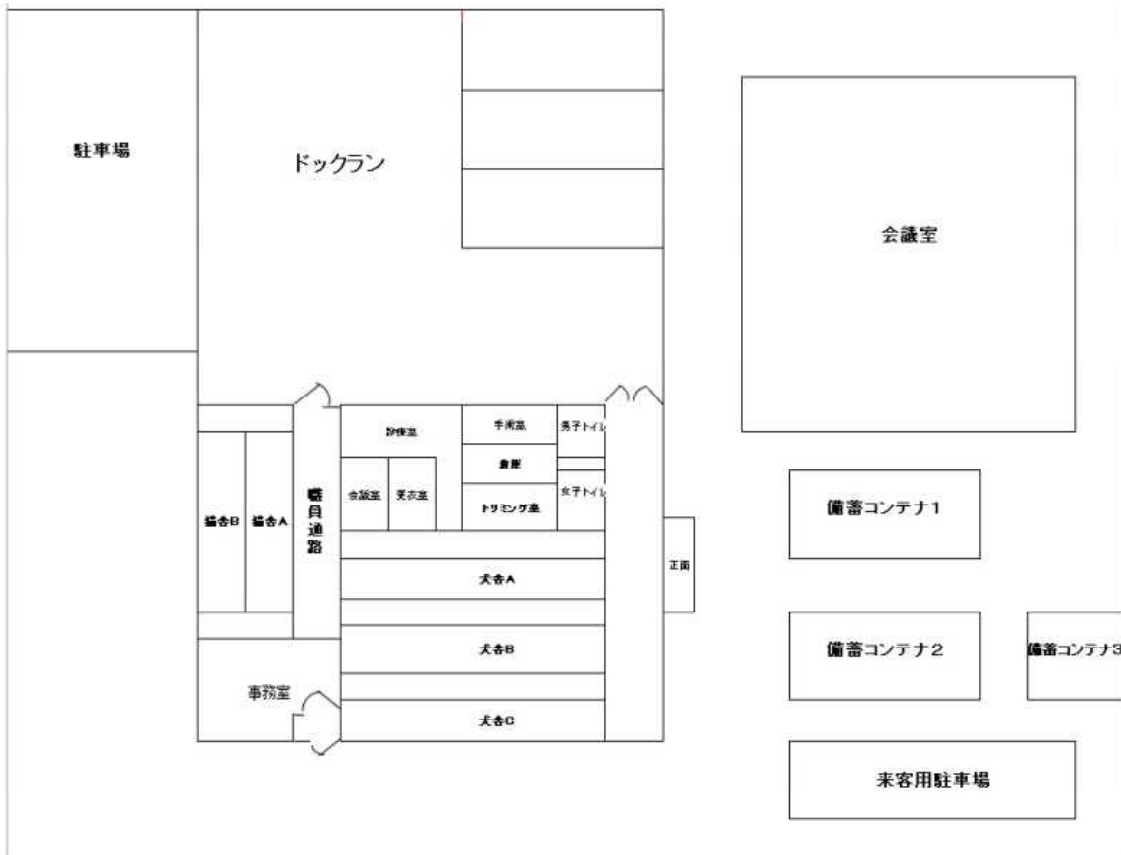 駐車場
ドックラン
会議室
診療室
手術室
男子トイレ
倉庫
会議室
更衣室
女子トイレ
トリミング室
備蓄コンテナ1
猫舎B
猫舎A
職員通路
正面
犬舎A
犬舎B
備蓄コンテナ2
備蓄コンテナ3
事務室
犬舎C
来客用駐車場